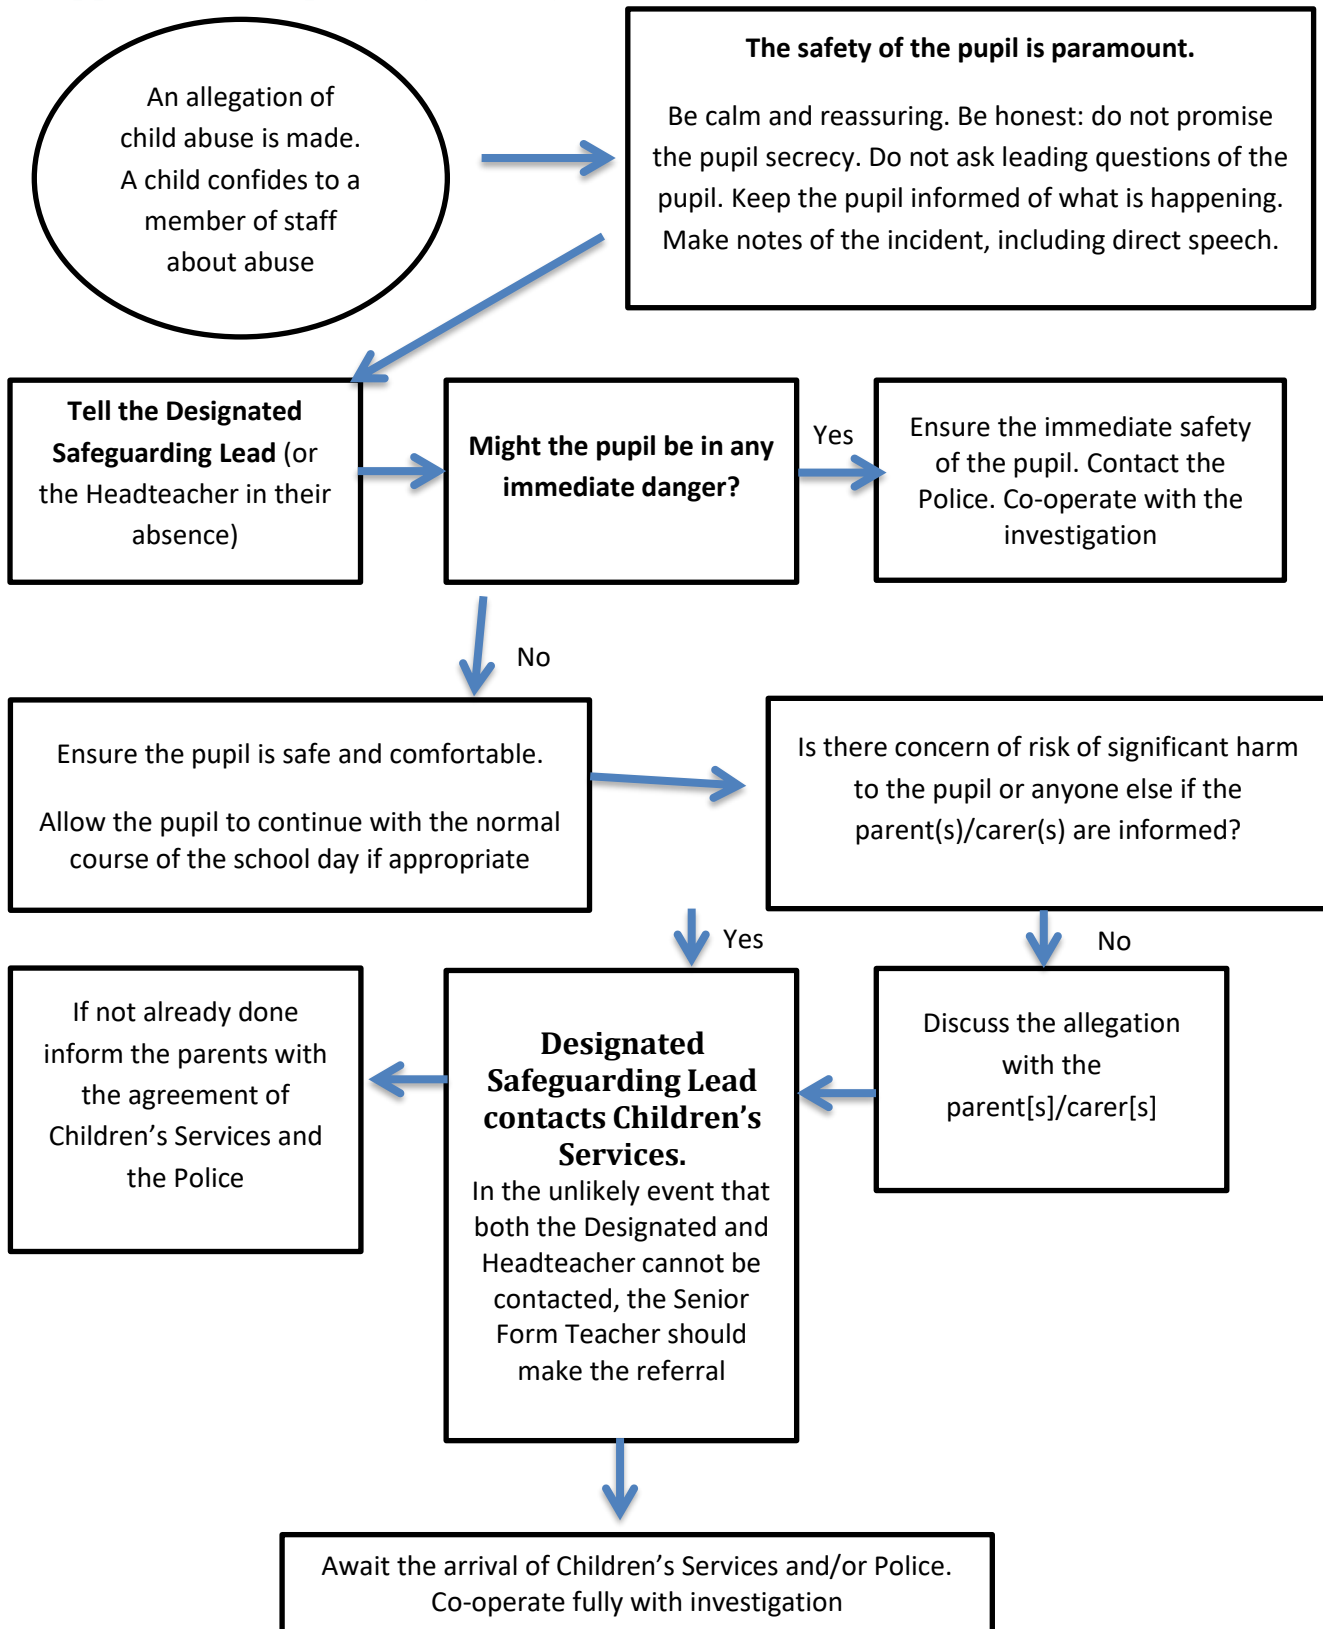 An allegation of
child abuse is made.
A child confides to a
member of staff
about abuse
The safety of the pupil is paramount.
Be calm and reassuring. Be honest: do not promise
the pupil secrecy. Do not ask leading questions of the
pupil. Keep the pupil informed of what is happening.
Make notes of the incident, including direct speech.
Tell the Designated
Safeguarding Lead (or
the Headteacher in their
absence)
Might the pupil be in any
immediate danger?
Yes
Ensure the immediate safety
of the pupil. Contact the
Police. Co-operate with the
investigation
No
Ensure the pupil is safe and comfortable.
Allow the pupil to continue with the normal
course of the school day if appropriate
Is there concern of risk of significant harm
to the pupil or anyone else if the
parent(s)/carer(s) are informed?
Yes
No
If not already done
inform the parents with
the agreement of
Children’s Services and
the Police
Designated
Safeguarding Lead
contacts Children’s
Services.
In the unlikely event that
both the Designated and
Headteacher cannot be
contacted, the Senior
Form Teacher should
make the referral
Discuss the allegation
with the
parent[s]/carer[s]
Await the arrival of Children’s Services and/or Police.
Co-operate fully with investigation